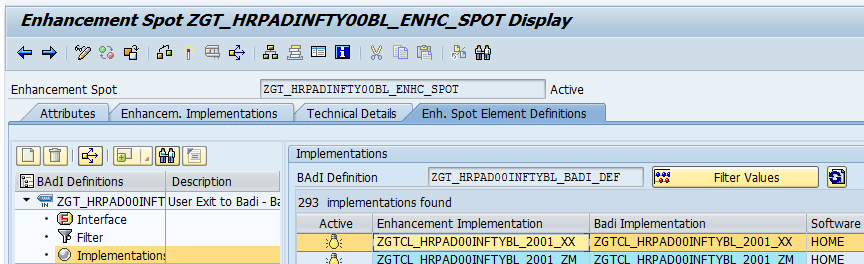 Enhancement Spot ZGT_HRPADINFTY00BL_ENHC_SPOT Display
Enhancement Spot ZGT_HRPADINFTY00BL_ENHC_SPOT Active
Attributes Enhancem. Implementations Technical Details Enh. Spot Element Definitions
BAdI Definitions Description
ZGT_HRPAD00INFT User Exit to Badi - Ba
Interface
Filter
Implementations
Implementations
BAdI Definition ZGT_HRPAD00INFTYBL_BADI_DEF Filter Values
293 implementations found
Active Enhancement Implementation Badi Implementation Software
ZGTCL_HRPAD00INFTYBL_2001_XX ZGTCL_HRPAD00INFTYBL_2001_XX HOME
ZGTCL_HRPAD00INFTYBL_2001_ZM ZGTCL_HRPAD00INFTYBL_2001_ZM HOME